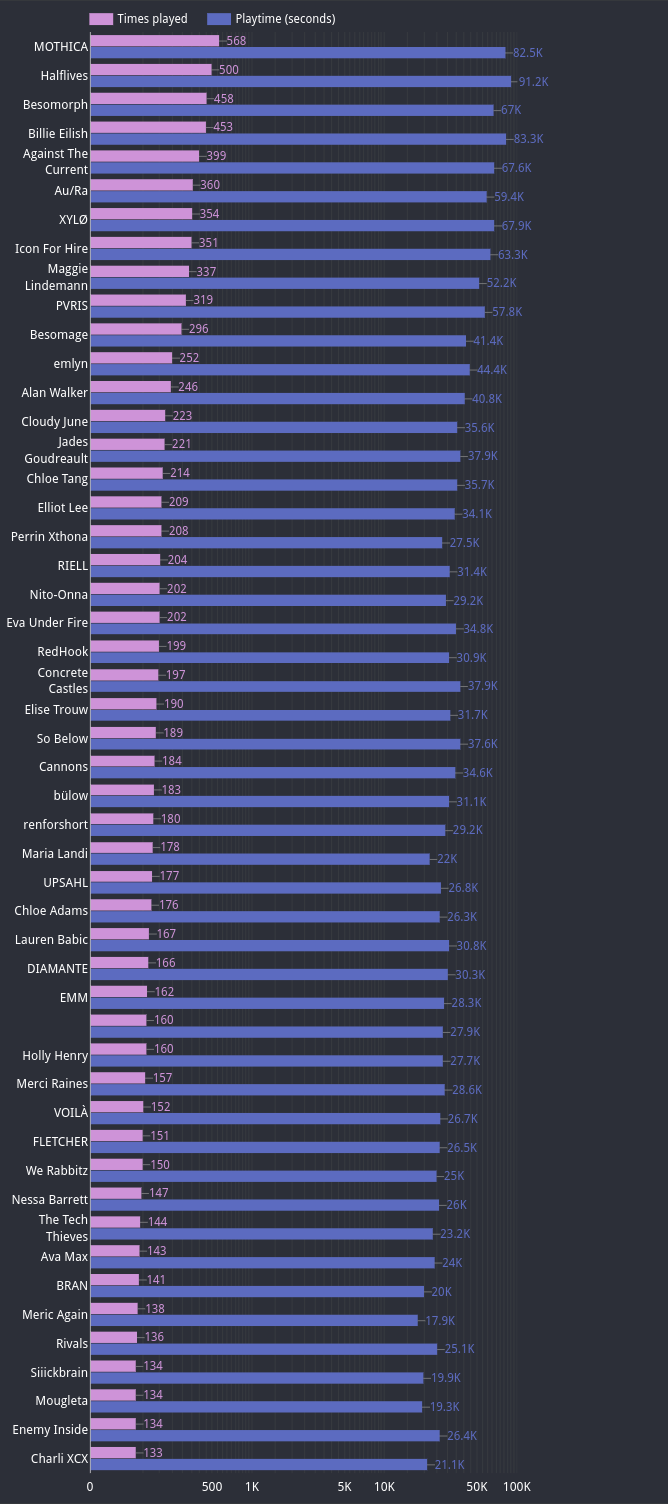 Times played Playtime (seconds)
MOTHICA 568
82.5K
Halflives 500
91.2K
Besomorph 458
67K
Billie Eilish 453
83.3K
Against The 399
Current 67.6K
Au/Ra 360
59.4K
XYLØ 354
67.9K
Icon For Hire 351
63.3K
Maggie 337
Lindemann 52.2K
PVRIS 319
57.8K
Besomage 296
41.4K
emlyn 252
44.4K
Alan Walker 246
40.8K
Cloudy June 223
35.6K
Jades 221
Goudreault 37.9K
Chloe Tang 214
35.7K
Elliot Lee 209
34.1K
Perrin Xthona 208
27.5K
RIELL 204
31.4K
Nito-Onna 202
29.2K
Eva Under Fire 202
34.8K
RedHook 199
30.9K
Concrete 197
Castles 37.9K
Elise Trouw 190
31.7K
So Below 189
37.6K
Cannons 184
34.6K
bülow 183
31.1K
renforshort 180
29.2K
Maria Landi 178
22K
UPSAHL 177
26.8K
Chloe Adams 176
26.3K
Lauren Babic 167
30.8K
DIAMANTE 166
30.3K
EMM 162
28.3K
160
27.9K
Holly Henry 160
27.7K
Merci Raines 157
28.6K
VOILÀ 152
26.7K
FLETCHER 151
26.5K
We Rabbitz 150
25K
Nessa Barrett 147
26K
The Tech 144
Thieves 23.2K
Ava Max 143
24K
BRAN 141
20K
Meric Again 138
17.9K
Rivals 136
25.1K
Siiickbrain 134
19.9K
Mougleta 134
19.3K
Enemy Inside 134
26.4K
Charli XCX 133
21.1K
0 500 1K 5K 10K 50K 100K